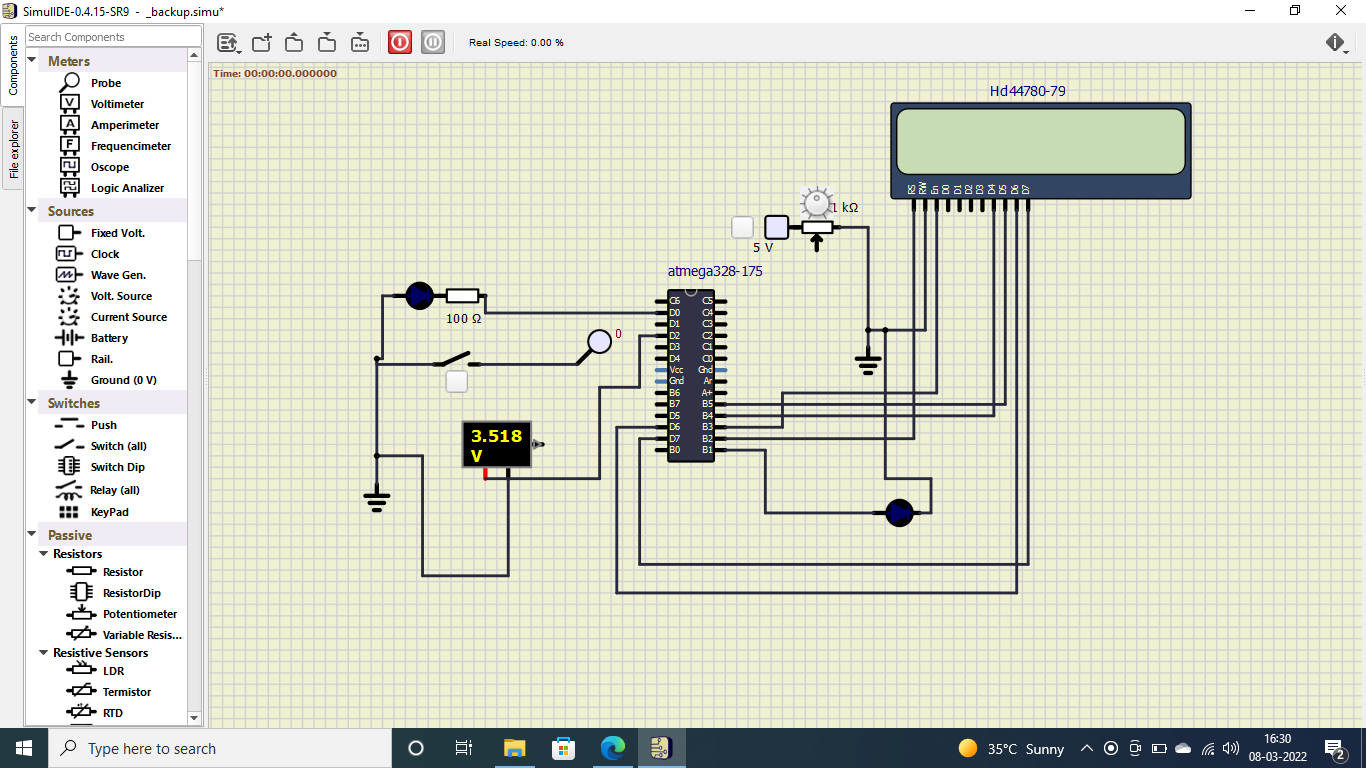 SimulIDE-0.4.15-SR9 - _backup.simu*
Components
File explorer
Search Components
Meters
Probe
Voltimeter
Amperimeter
Frequencimeter
Oscope
Logic Analizer
Sources
Fixed Volt.
Clock
Wave Gen.
Volt. Source
Current Source
Battery
Rail.
Ground (0 V)
Switches
Push
Switch (all)
Switch Dip
Relay (all)
KeyPad
Passive
Resistors
Resistor
ResistorDip
Potentiometer
Variable Resis...
Resistive Sensors
LDR
Termistor
RTD
Real Speed: 0.00 %
Time: 00:00:00.000000
Hd44780-79
RS RW En D0 D1 D2 D3 D4 D5 D6 D7
1 kΩ
5 V
atmega328-175
C6 C5
D0 C4
D1 C3
D2 C2
D3 C1
D4 C0
Vcc Gnd
Gnd Ar
B6 A+
B7 B5
D5 B4
D6 B3
D7 B2
B0 B1
100 Ω
0
3.518
V
Type here to search
35°C Sunny
16:30
08-03-2022
2